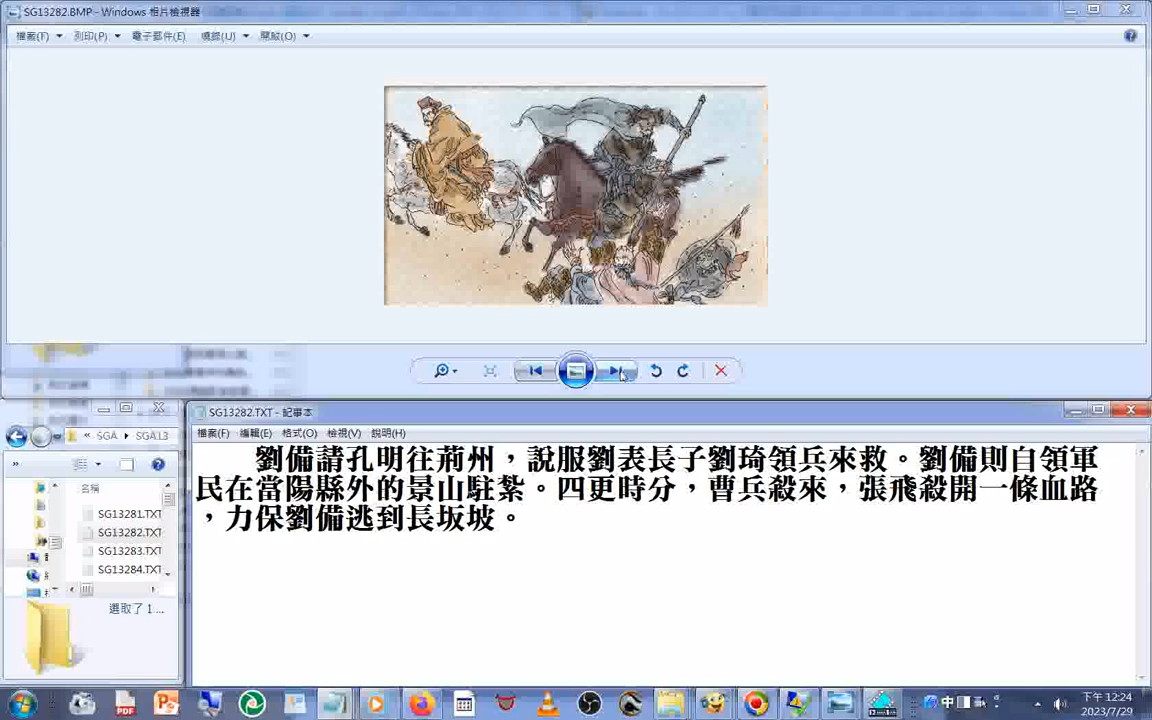 SG13282.BMP - Windows 相片檢視器
檔案(F) 列印(P) 電子郵件(E) 燒錄(U) 開啟(O)
SG13282.TXT - 記事本
« SGA ▸ SGA13
檔案(F) 編輯(E) 格式(O) 檢視(V) 說明(H)
劉備請孔明往荊州，說服劉表長子劉琦領兵來救。劉備則自領軍
民在當陽縣外的景山駐紮。四更時分，曹兵殺來，張飛殺開一條血路
，力保劉備逃到長坂坡。
»
名稱
SG13281.TXT
SG13282.TXT
SG13283.TXT
SG13284.TXT
選取了 1 ...
PDF
中
下午 12:24
2023/7/29